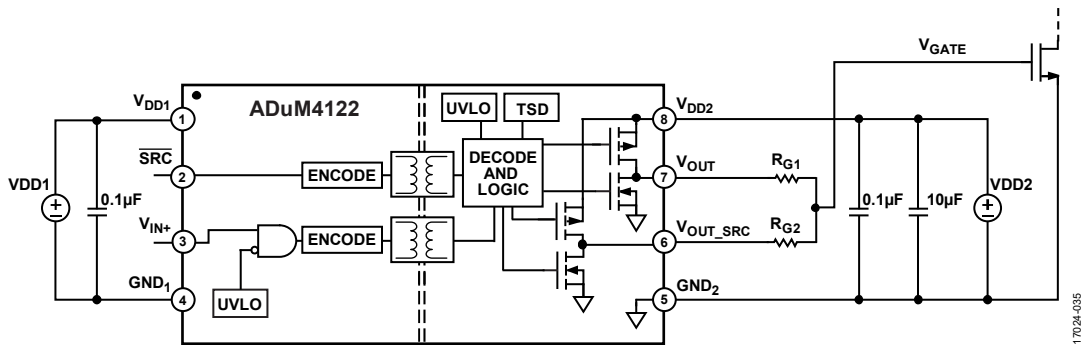 ADuM4122
VDD1
0.1µF
VDD1
1
SRC
2
VIN+
3
GND1
4
UVLO
ENCODE
ENCODE
UVLO
TSD
DECODE
AND
LOGIC
8
VDD2
7
VOUT
6
VOUT_SRC
5
GND2
RG1
RG2
VGATE
0.1µF
10µF
VDD2
17024-035